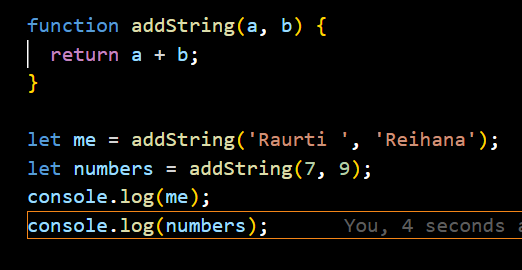 function addString(a, b) {
  return a + b;
}

let me = addString('Raurti ', 'Reihana');
let numbers = addString(7, 9);
console.log(me);
console.log(numbers); You, 4 seconds